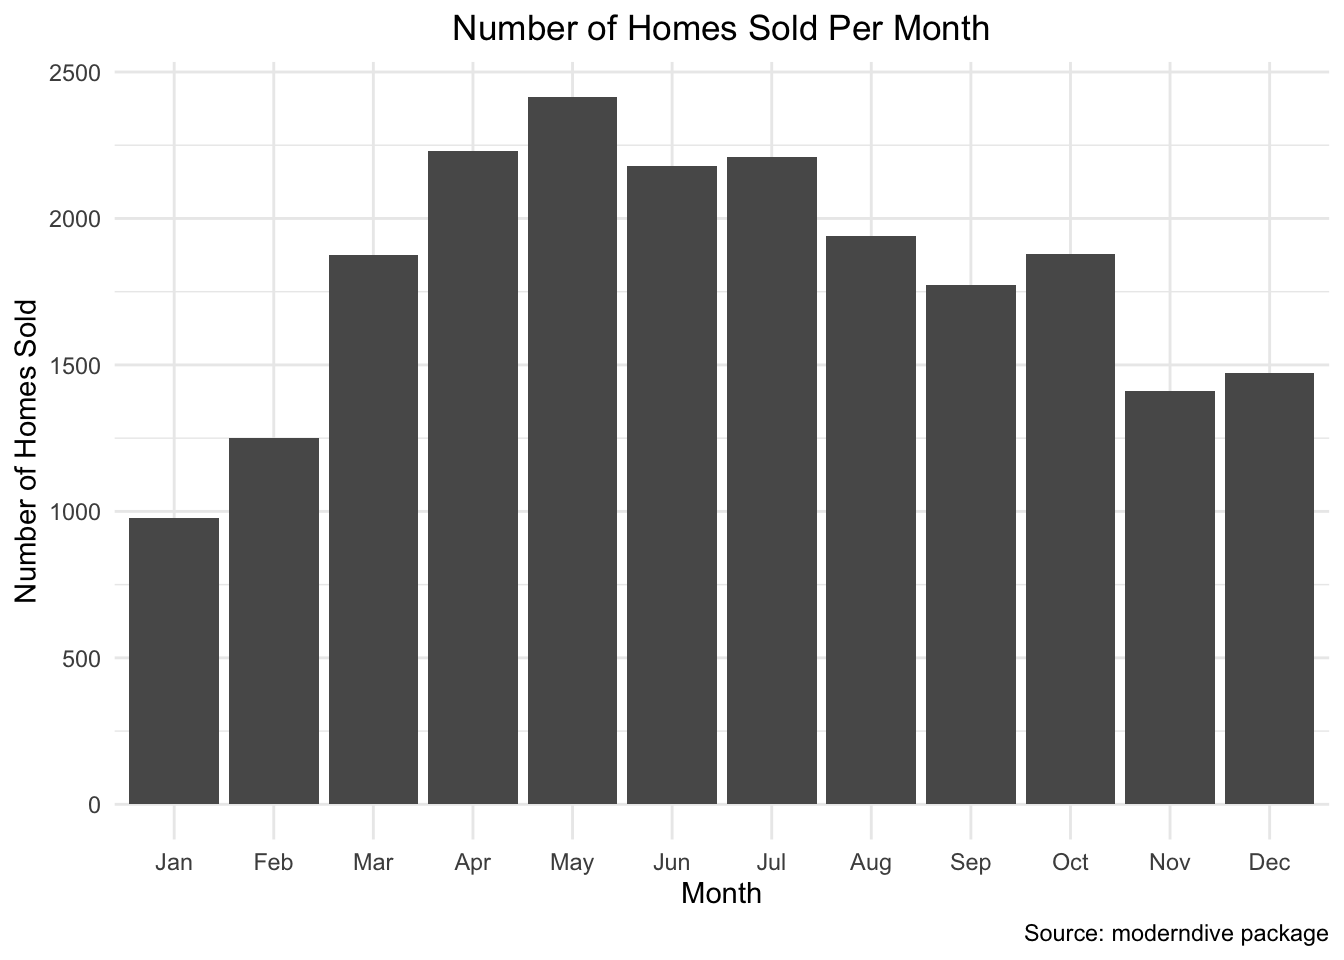 Number of Homes Sold Per Month
Number of Homes Sold
2500
2000
1500
1000
500
0
Jan Feb Mar Apr May Jun Jul Aug Sep Oct Nov Dec
Month
Source: moderndive package